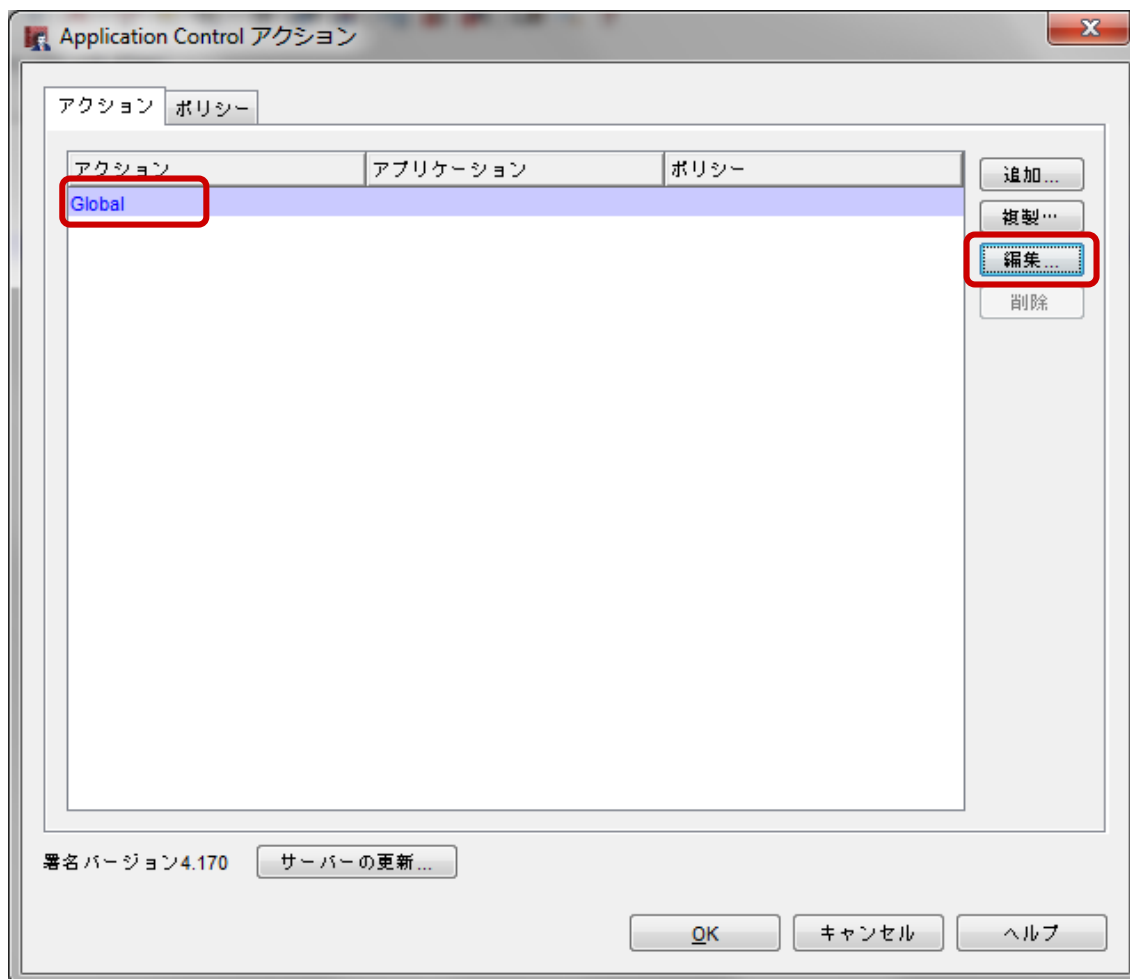 Application Control アクション
アクション ポリシー
アクション アプリケーション ポリシー
Global
追加...
複製...
編集...
削除
署名バージョン4.170 サーバーの更新...
OK キャンセル ヘルプ